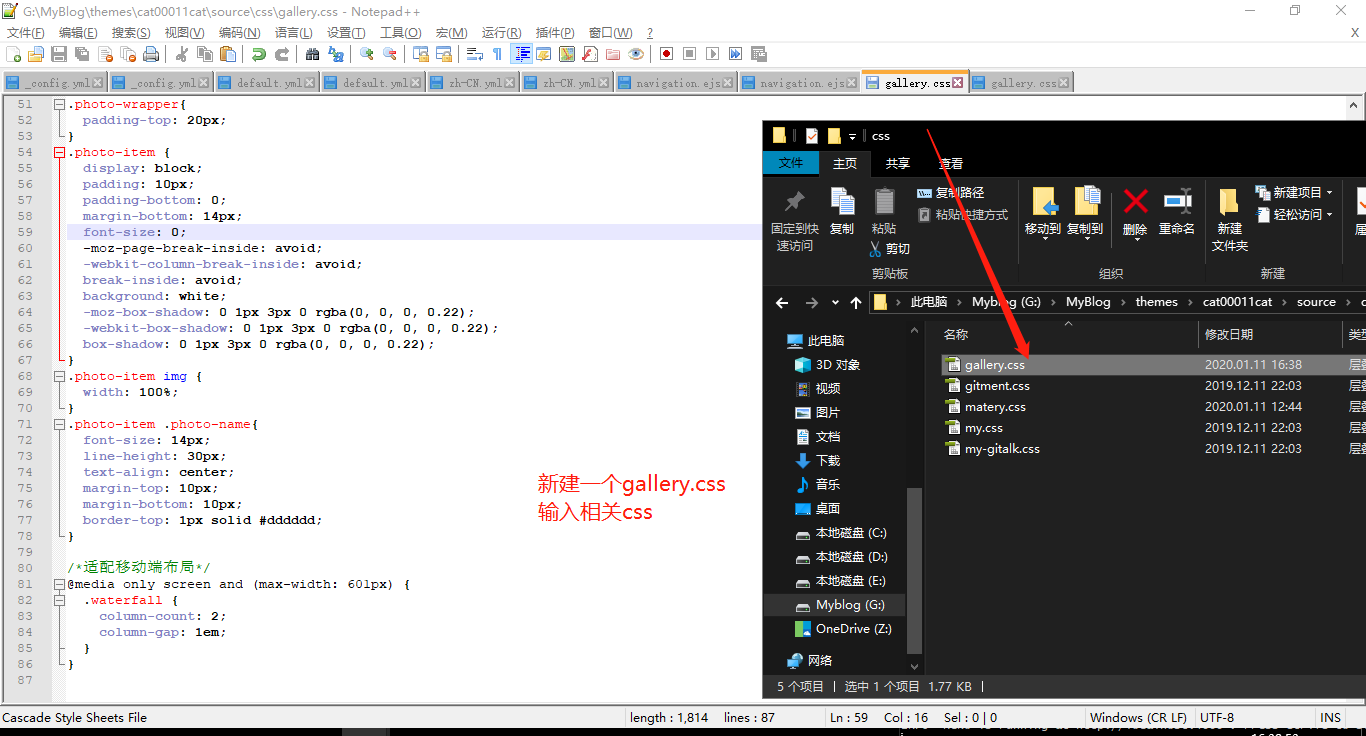 G:\MyBlog\themes\cat00011cat\source\css\gallery.css - Notepad++
文件(F) 编辑(E) 搜索(S) 视图(V) 编码(N) 语言(L) 设置(T) 工具(O) 宏(M) 运行(R) 插件(P) 窗口(W) ? X
_config.yml _config.yml default.yml default.yml zh-CN.yml zh-CN.yml navigation.ejs navigation.ejs gallery.css gallery.css
51 .photo-wrapper{
52 padding-top: 20px;
53 }
54 .photo-item {
55 display: block;
56 padding: 10px;
57 padding-bottom: 0;
58 margin-bottom: 14px;
59 font-size: 0;
60 -moz-page-break-inside: avoid;
61 -webkit-column-break-inside: avoid;
62 break-inside: avoid;
63 background: white;
64 -moz-box-shadow: 0 1px 3px 0 rgba(0, 0, 0, 0.22);
65 -webkit-box-shadow: 0 1px 3px 0 rgba(0, 0, 0, 0.22);
66 box-shadow: 0 1px 3px 0 rgba(0, 0, 0, 0.22);
67 }
68 .photo-item img {
69 width: 100%;
70 }
71 .photo-item .photo-name{
72 font-size: 14px;
73 line-height: 30px;
74 text-align: center;
75 margin-top: 10px;
76 margin-bottom: 10px;
77 border-top: 1px solid #dddddd;
78 }
79
80 /*适配移动端布局*/
81 @media only screen and (max-width: 601px) {
82 .waterfall {
83 column-count: 2;
84 column-gap: 1em;
85 }
86 }
87
新建一个gallery.css
输入相关css
css
文件 主页 共享 查看
固定到快速访问
复制
粘贴
复制路径
粘贴快捷方式
剪切
剪贴板
移动到 复制到 删除 重命名
组织
新建文件夹
新建项目
轻松访问
新建
此电脑 Myblog (G:) MyBlog themes cat00011cat source
名称 修改日期
此电脑
3D 对象
视频
图片
文档
下载
音乐
桌面
本地磁盘 (C:)
本地磁盘 (D:)
本地磁盘 (E:)
Myblog (G:)
OneDrive (Z:)
网络
gallery.css 2020.01.11 16:38
gitment.css 2019.12.11 22:03
matery.css 2020.01.11 12:44
my.css 2019.12.11 22:03
my-gitalk.css 2019.12.11 22:03
5 个项目 选中 1 个项目 1.77 KB
Cascade Style Sheets File length : 1,814 lines : 87 Ln : 59 Col : 16 Sel : 0 | 0 Windows (CR LF) UTF-8 INS